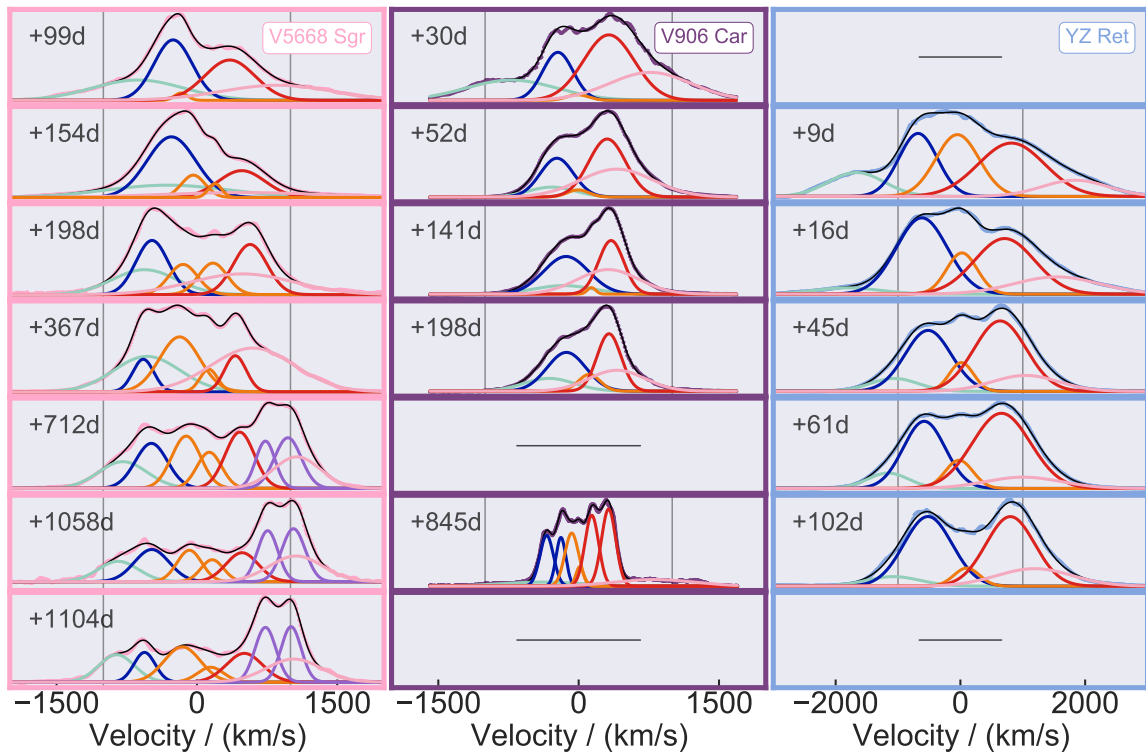 +99d V5668 Sgr
+154d
+198d
+367d
+712d
+1058d
+1104d
−1500 0 1500
Velocity / (km/s)
+30d V906 Car
+52d
+141d
+198d
+845d
−1500 0 1500
Velocity / (km/s)
YZ Ret
+9d
+16d
+45d
+61d
+102d
−2000 0 2000
Velocity / (km/s)